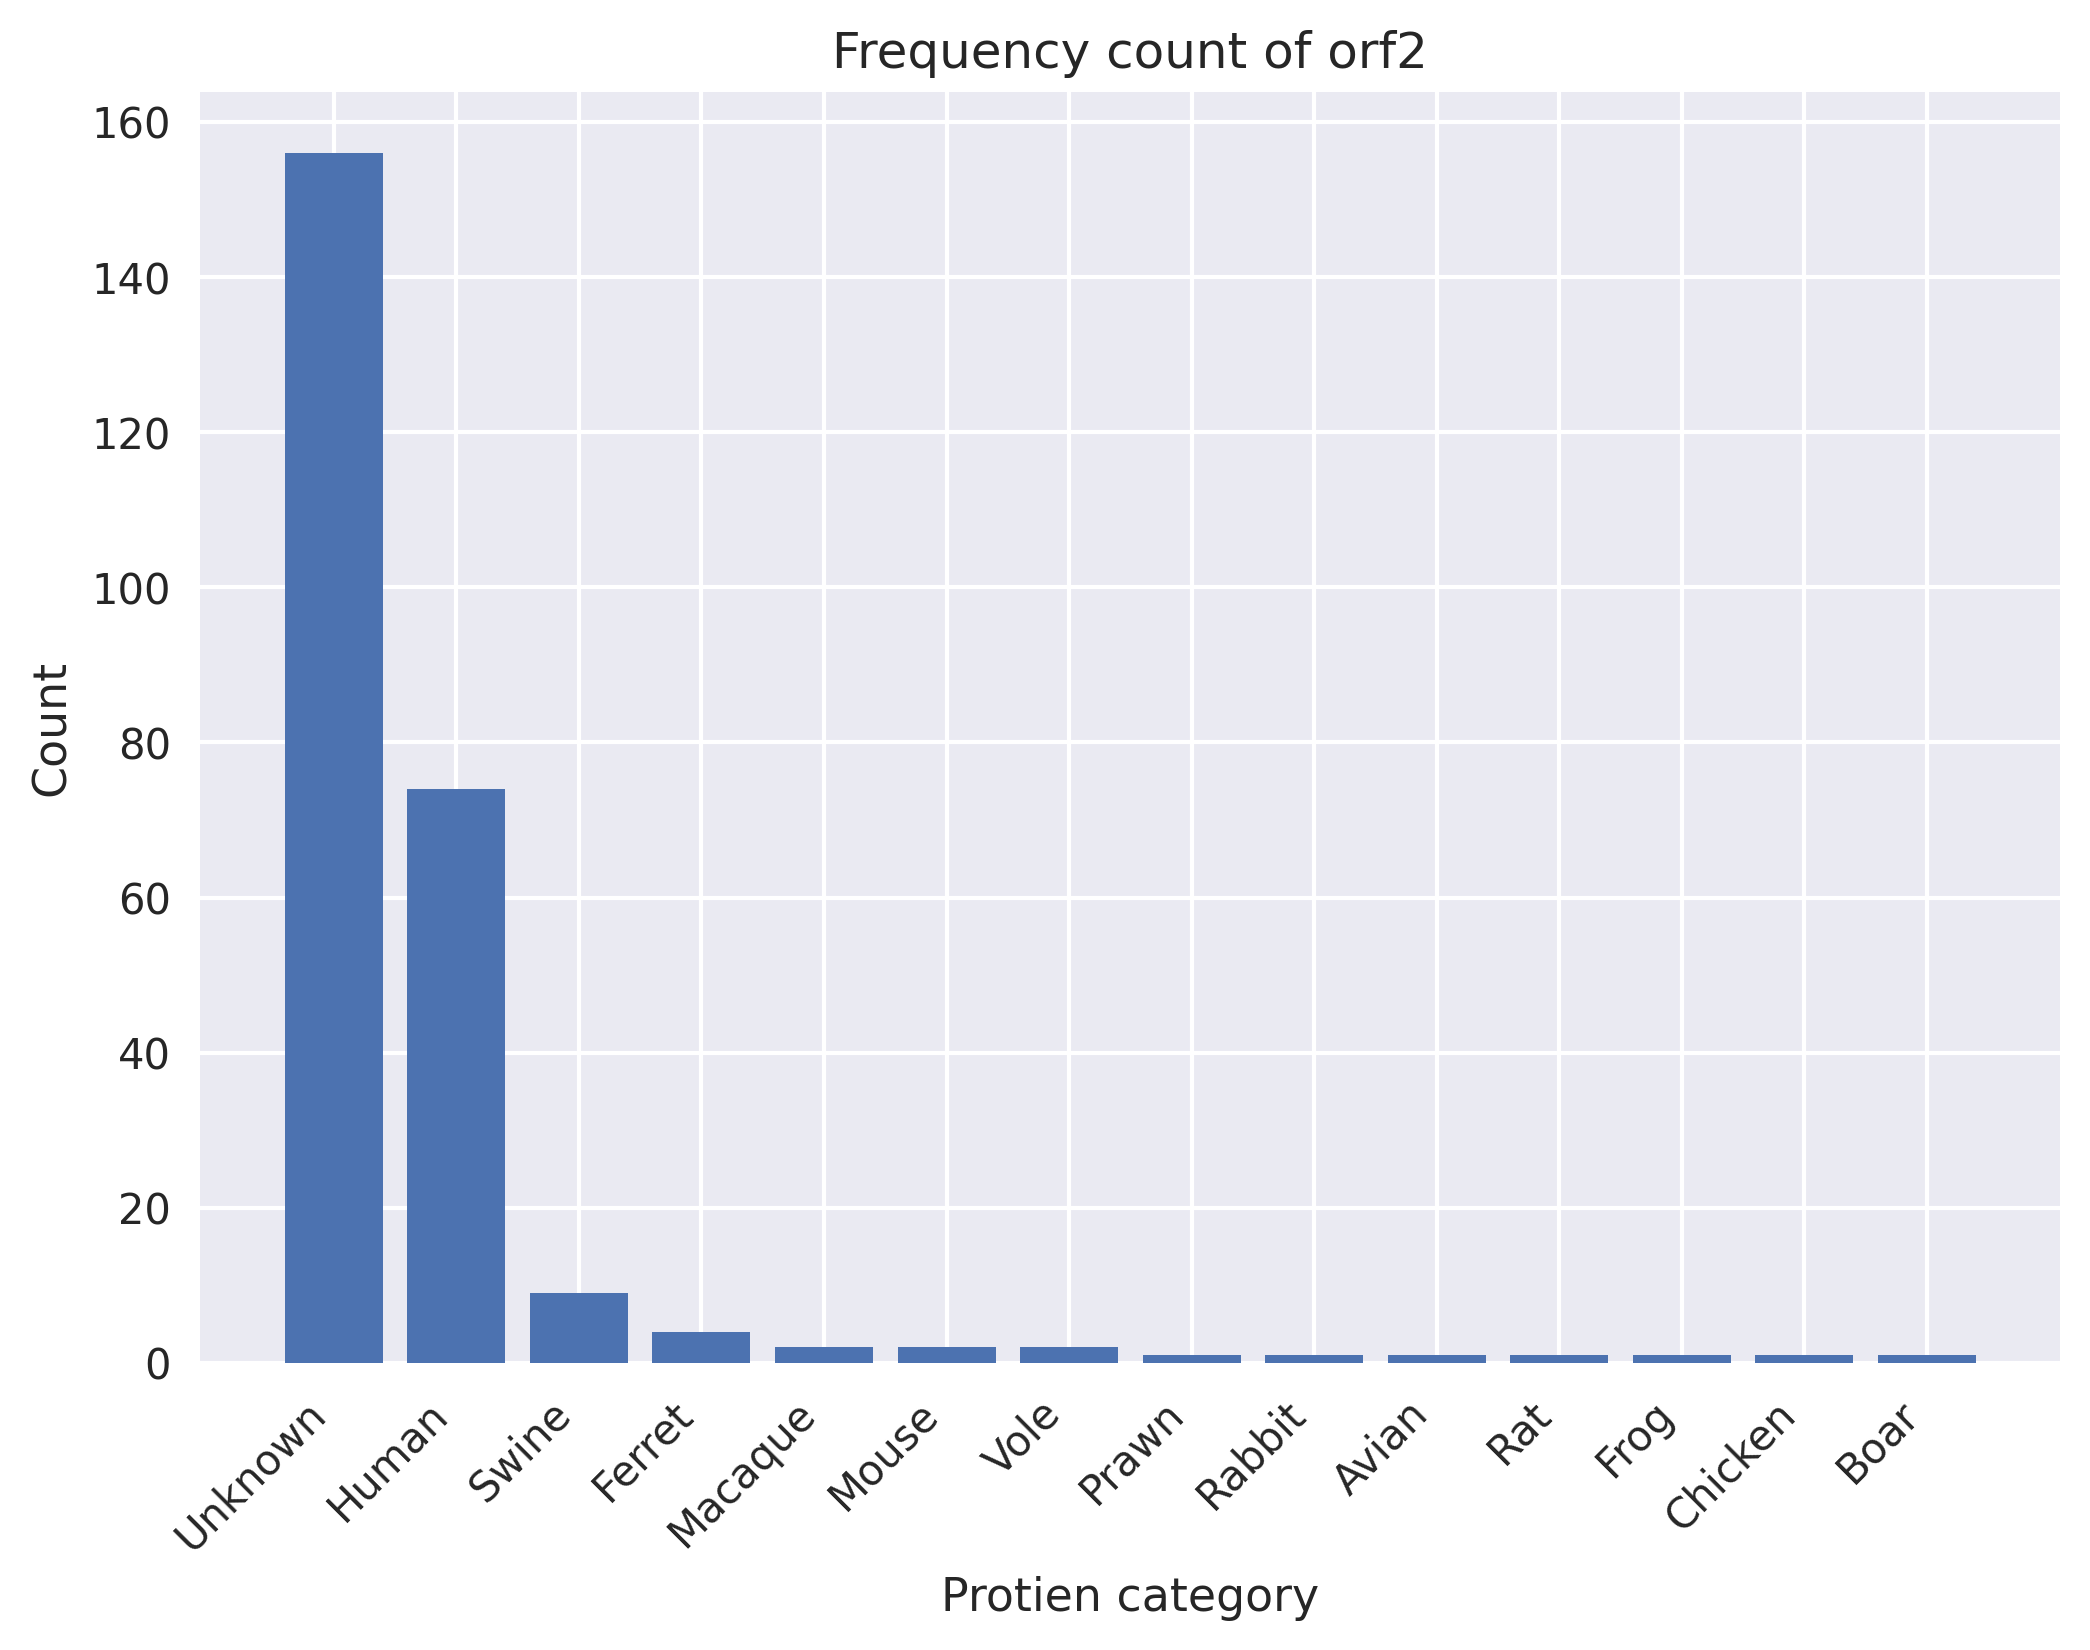 Frequency count of orf2
160
140
120
100
80
60
40
20
0
Count
Unknown
Human
Swine
Ferret
Macaque
Mouse
Vole
Prawn
Rabbit
Avian
Rat
Frog
Chicken
Boar
Protien category